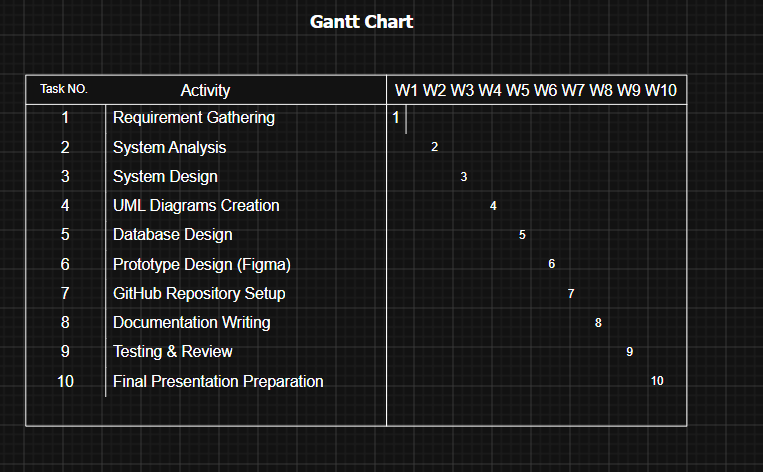 Gantt Chart
Task NO. Activity W1 W2 W3 W4 W5 W6 W7 W8 W9 W10
1 Requirement Gathering 1
2 System Analysis 2
3 System Design 3
4 UML Diagrams Creation 4
5 Database Design 5
6 Prototype Design (Figma) 6
7 GitHub Repository Setup 7
8 Documentation Writing 8
9 Testing & Review 9
10 Final Presentation Preparation 10